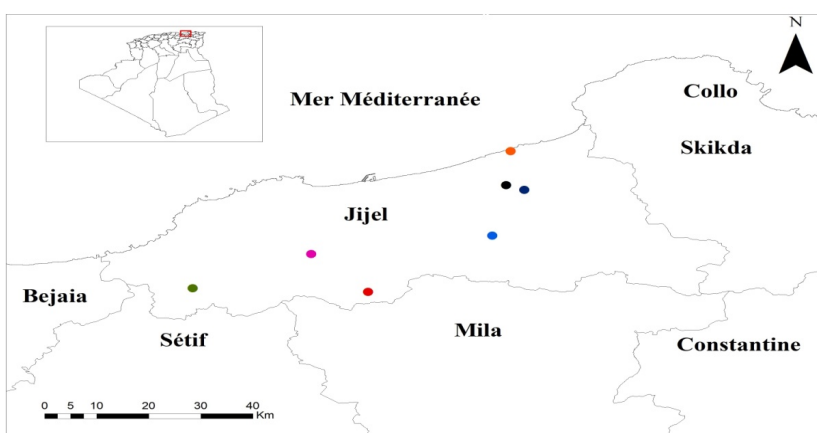 N
Mer Méditerranée
Collo
Skikda
Jijel
Bejaia
Sétif
Mila
Constantine
0 5 10 20 30 40
Km